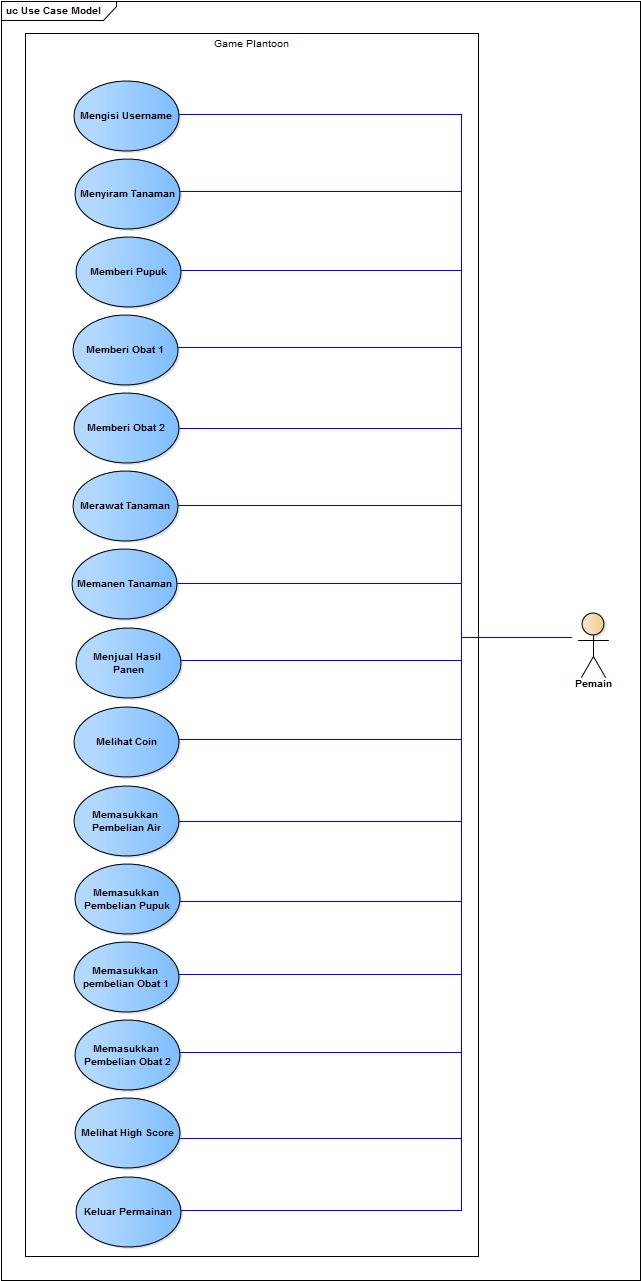 uc Use Case Model
Game Plantoon
Mengisi Username
Menyiram Tanaman
Memberi Pupuk
Memberi Obat 1
Memberi Obat 2
Merawat Tanaman
Memanen Tanaman
Menjual Hasil
Panen
Pemain
Melihat Coin
Memasukkan
Pembelian Air
Memasukkan
Pembelian Pupuk
Memasukkan
pembelian Obat 1
Memasukkan
Pembelian Obat 2
Melihat High Score
Keluar Permainan